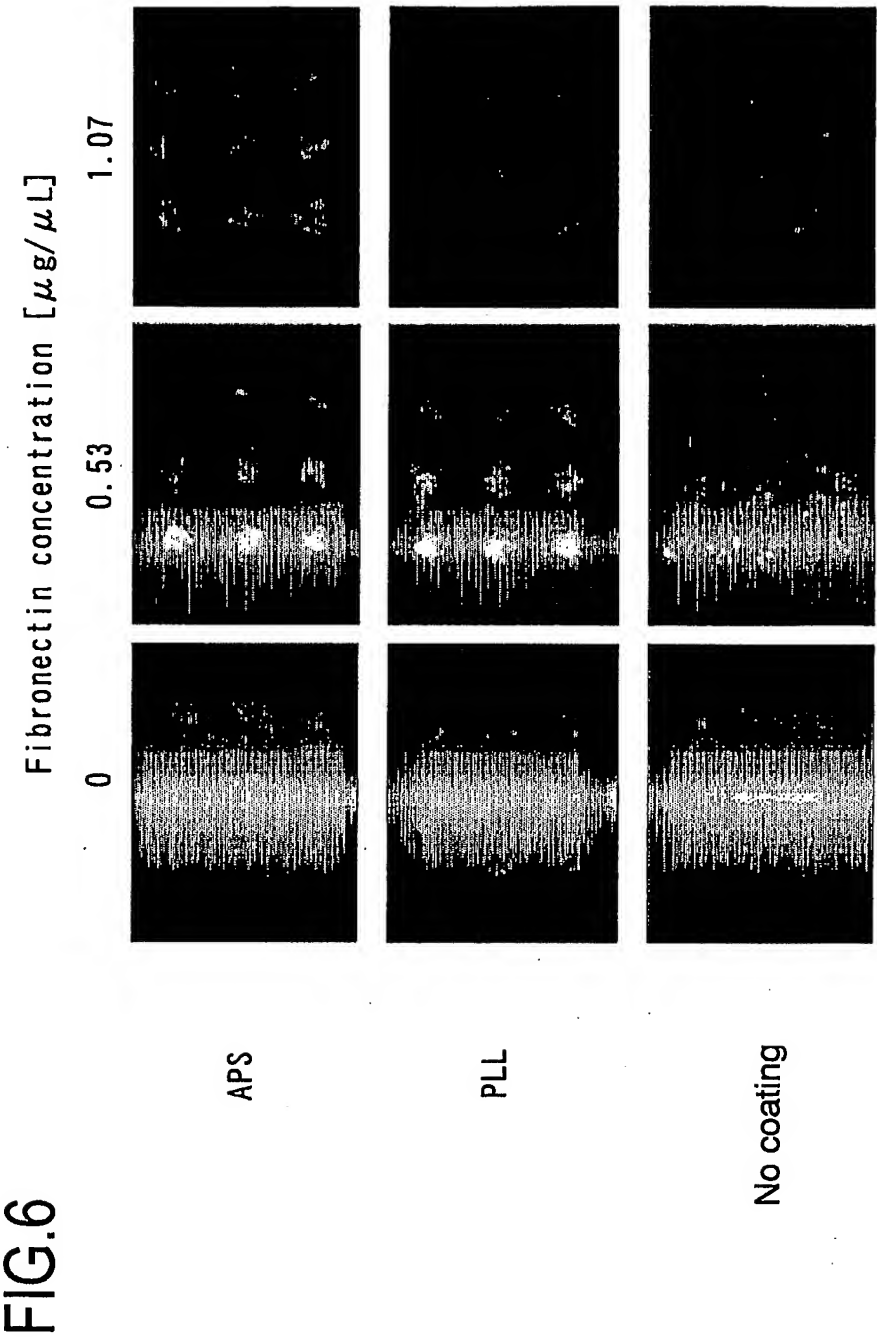 FIG.6
Fibronectin concentration [μg/μL]
0 0.53 1.07
APS
PLL
No coating